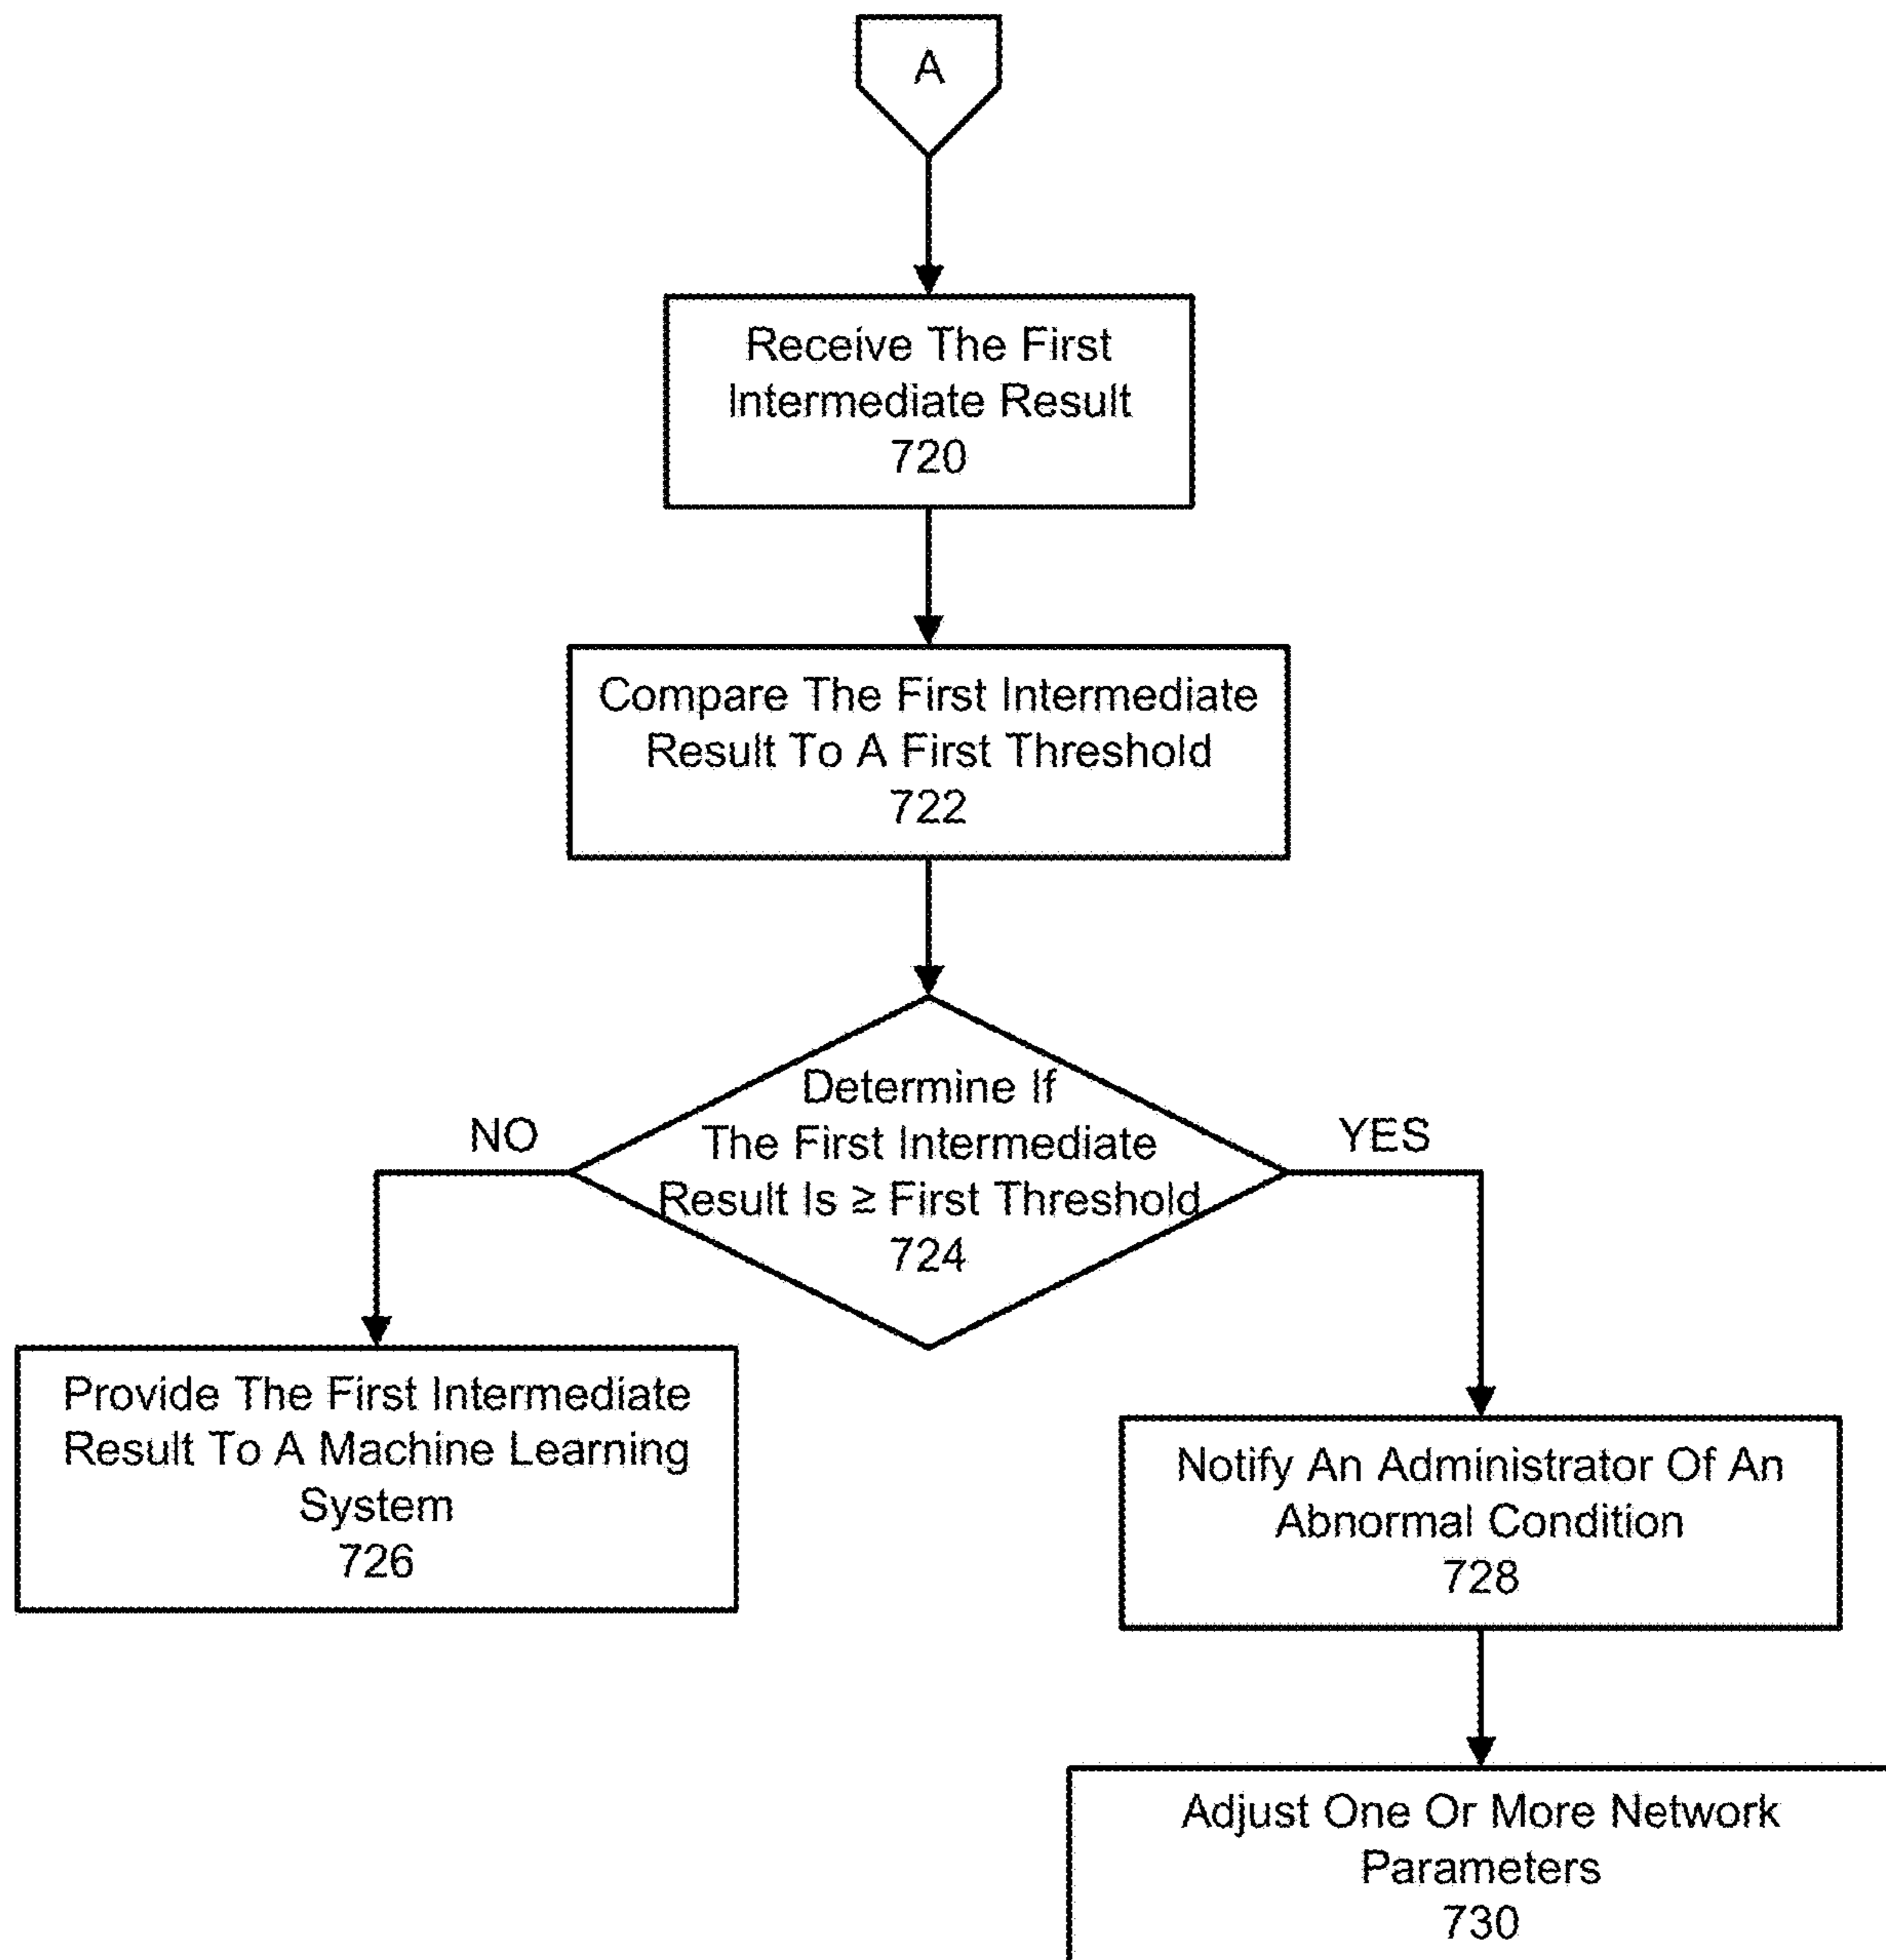 A
Receive The First
Intermediate Result
720
Compare The First Intermediate
Result To A First Threshold
722
Determine If
The First Intermediate
Result Is ≥ First Threshold
724
NO
YES
Provide The First Intermediate
Result To A Machine Learning
System
726
Notify An Administrator Of An
Abnormal Condition
728
Adjust One Or More Network
Parameters
730